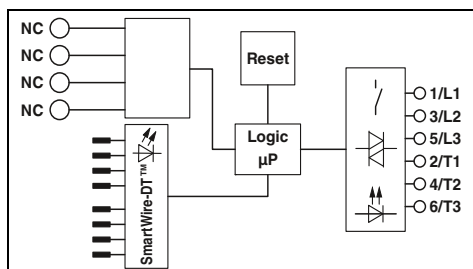 NC
NC
NC
NC
Reset
Logic
µP
SmartWire-DT™
1/L1
3/L2
5/L3
2/T1
4/T2
6/T3